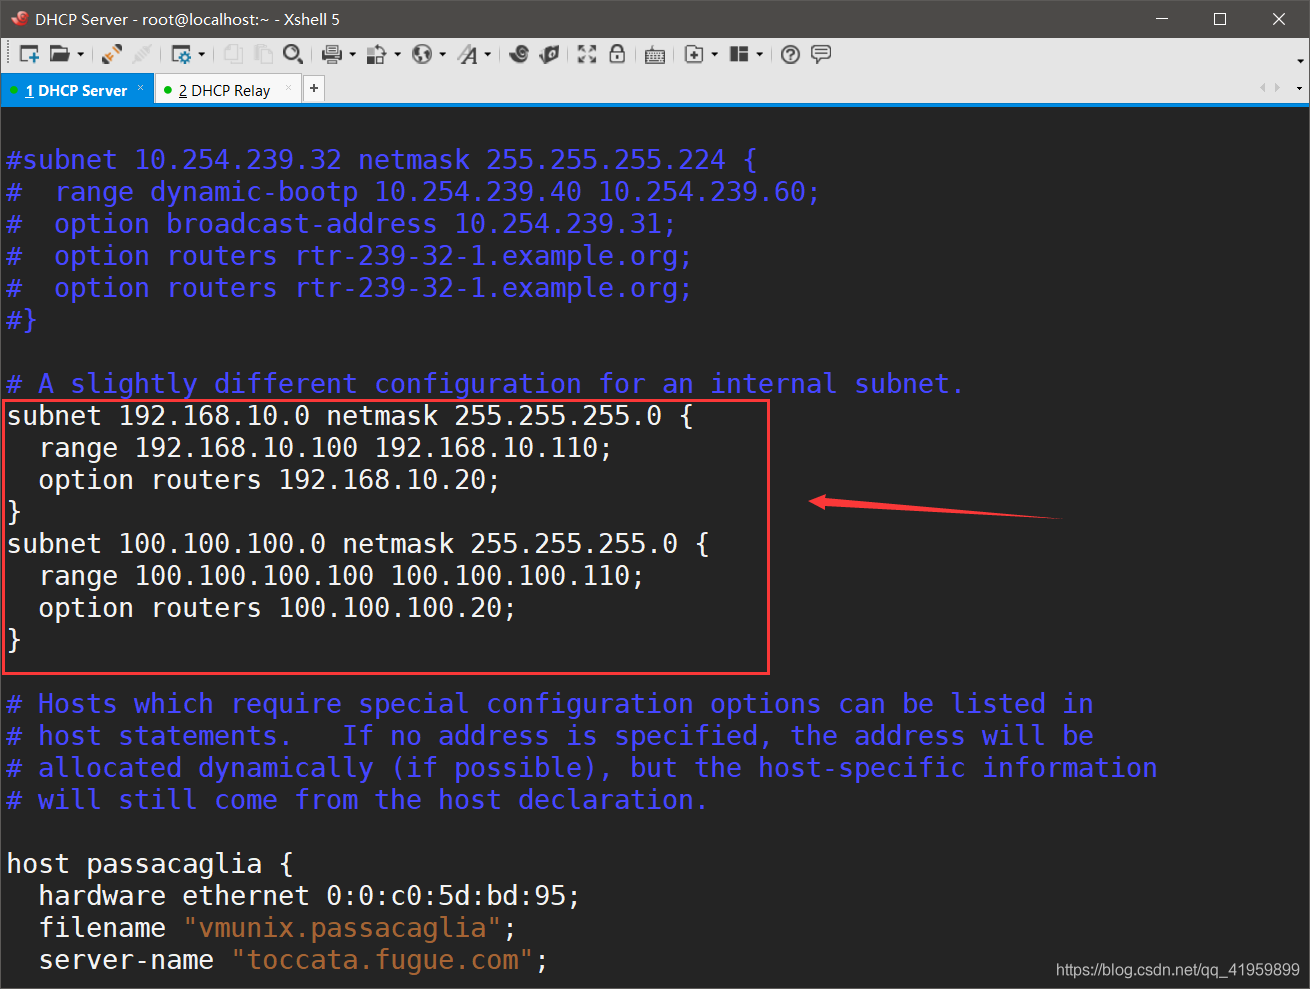 DHCP Server - root@localhost:~ - Xshell 5
1 DHCP Server × 2 DHCP Relay × +
#subnet 10.254.239.32 netmask 255.255.255.224 {
#  range dynamic-bootp 10.254.239.40 10.254.239.60;
#  option broadcast-address 10.254.239.31;
#  option routers rtr-239-32-1.example.org;
#  option routers rtr-239-32-1.example.org;
#}
# A slightly different configuration for an internal subnet.
subnet 192.168.10.0 netmask 255.255.255.0 {
  range 192.168.10.100 192.168.10.110;
  option routers 192.168.10.20;
}
subnet 100.100.100.0 netmask 255.255.255.0 {
  range 100.100.100.100 100.100.100.110;
  option routers 100.100.100.20;
}
# Hosts which require special configuration options can be listed in
# host statements.   If no address is specified, the address will be
# allocated dynamically (if possible), but the host-specific information
# will still come from the host declaration.
host passacaglia {
  hardware ethernet 0:0:c0:5d:bd:95;
  filename "vmunix.passacaglia";
  server-name "toccata.fugue.com";
https://blog.csdn.net/qq_41959899